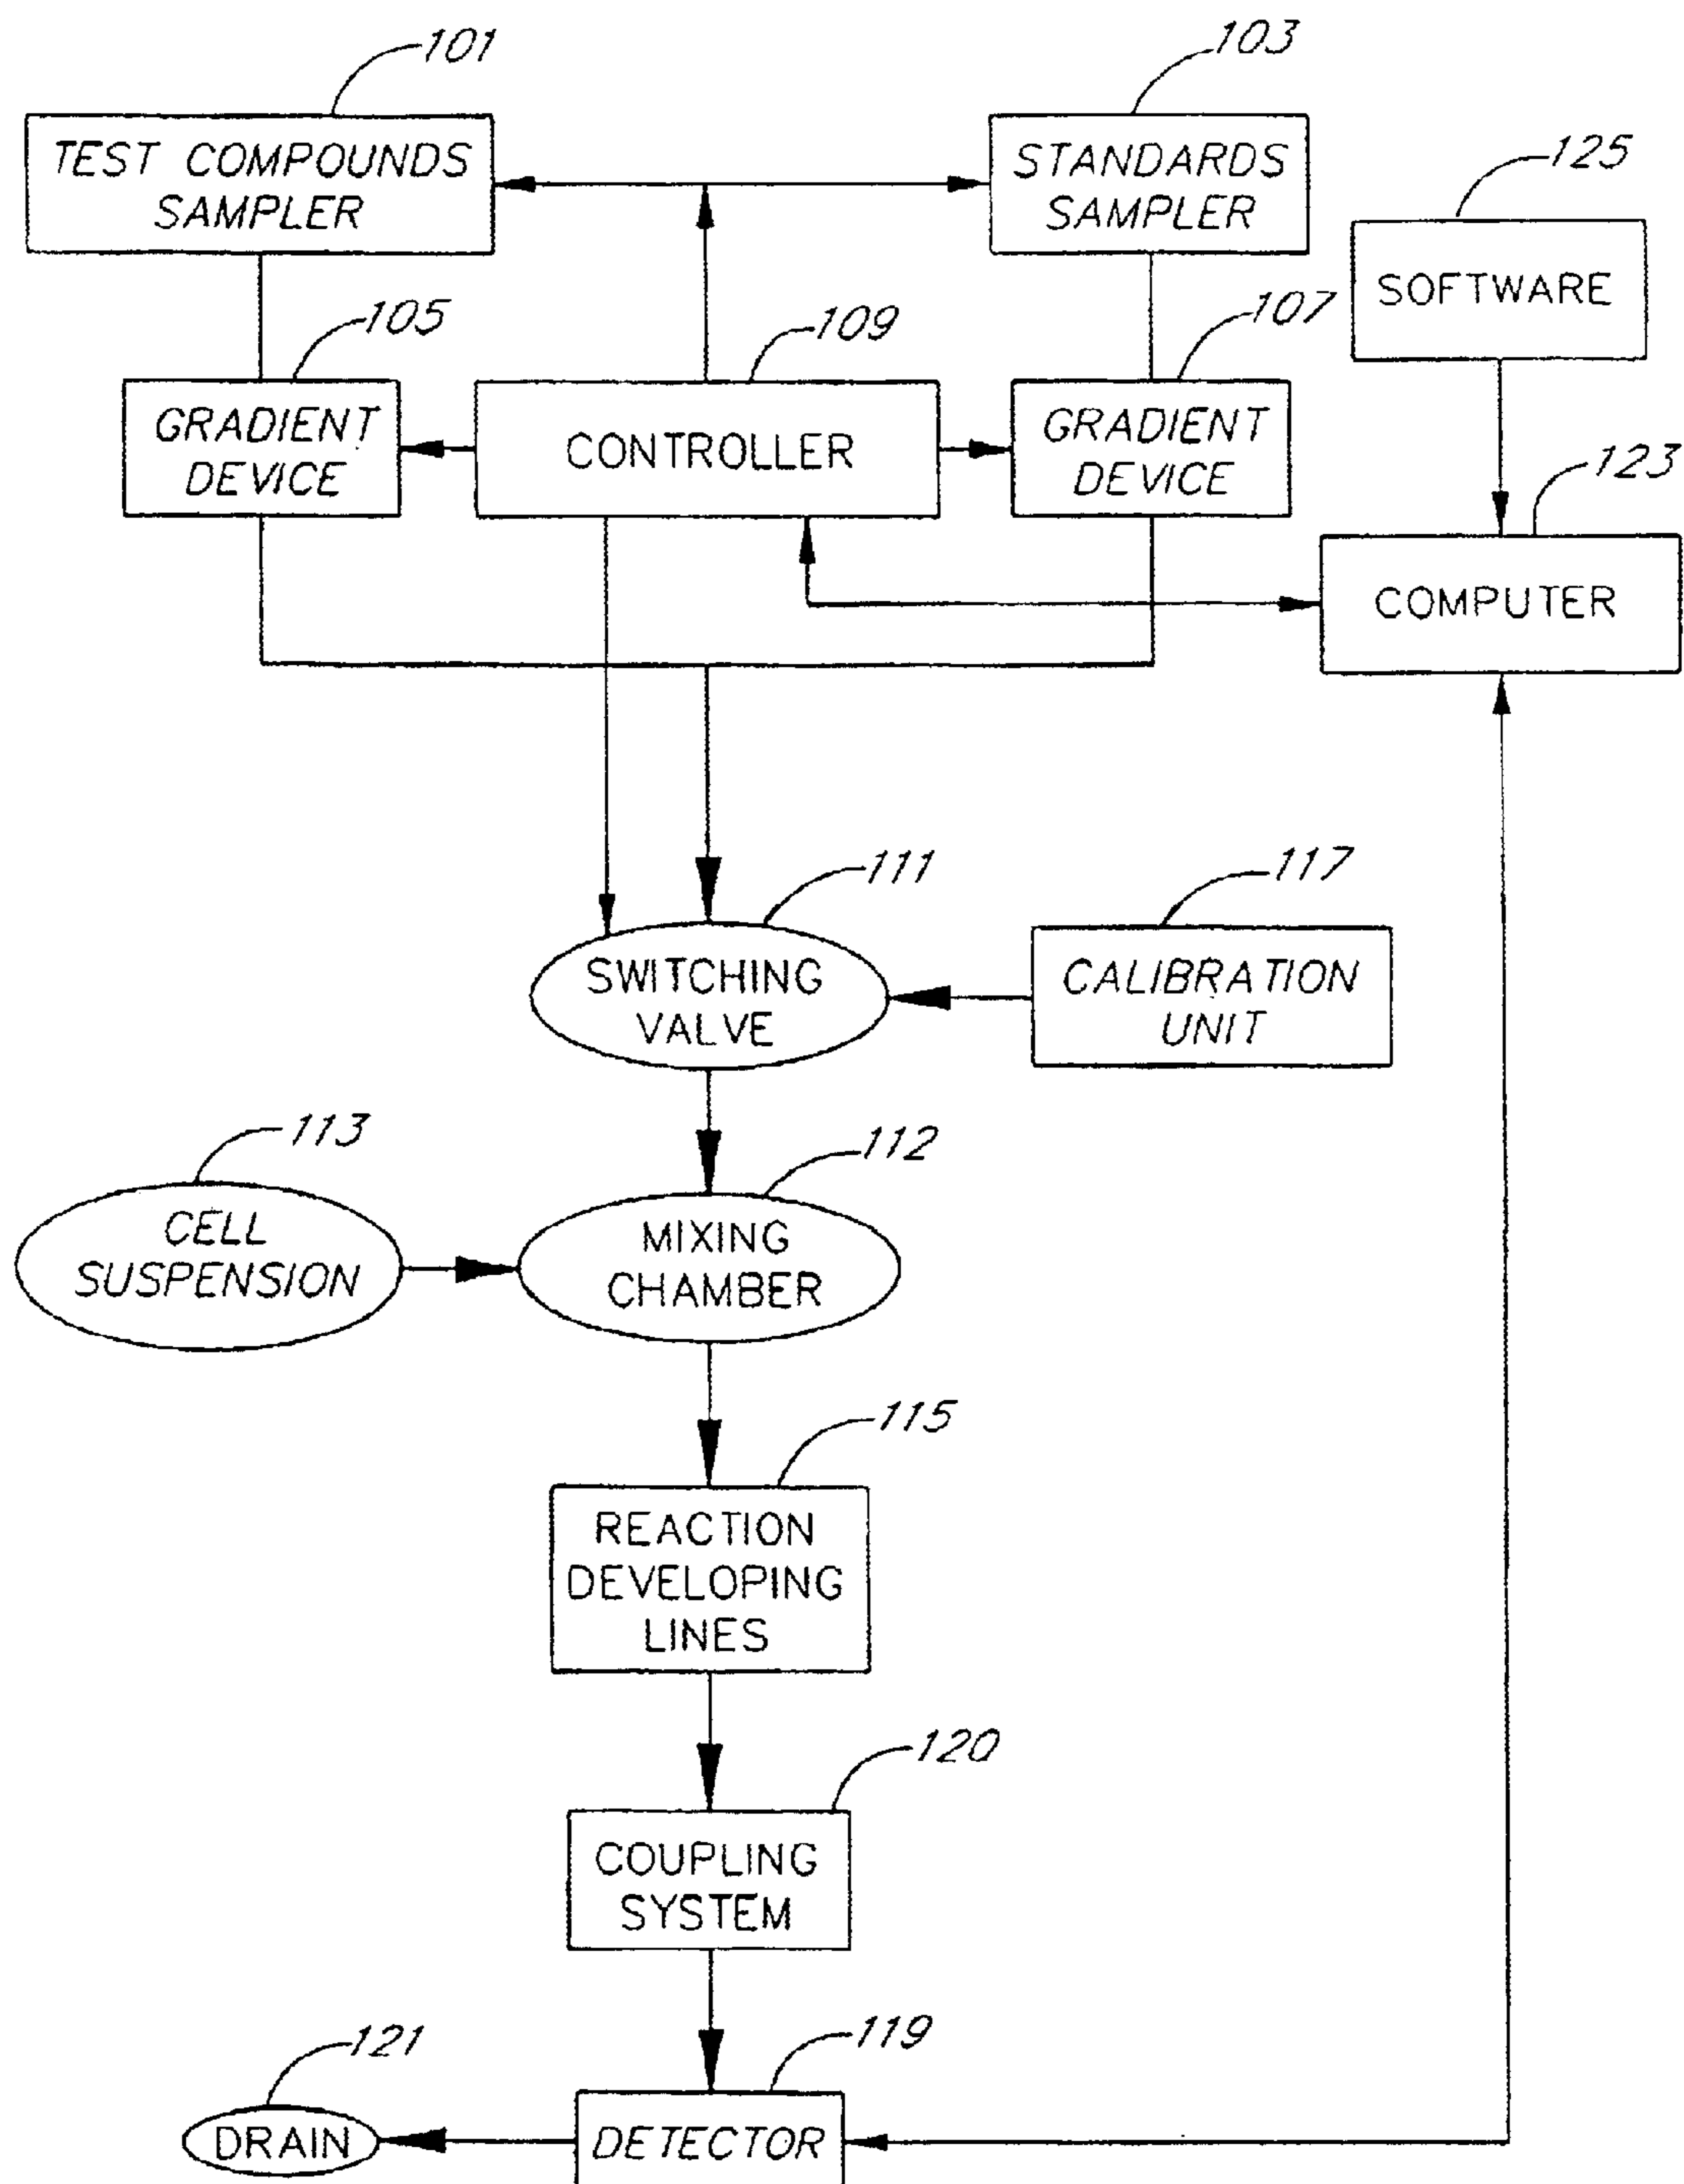 101
103
TEST COMPOUNDS
SAMPLER
STANDARDS
SAMPLER
125
SOFTWARE
105
109
107
GRADIENT
DEVICE
CONTROLLER
GRADIENT
DEVICE
123
COMPUTER
111
117
SWITCHING
VALVE
CALIBRATION
UNIT
113
112
CELL
SUSPENSION
MIXING
CHAMBER
115
REACTION
DEVELOPING
LINES
120
COUPLING
SYSTEM
121
119
DRAIN
DETECTOR